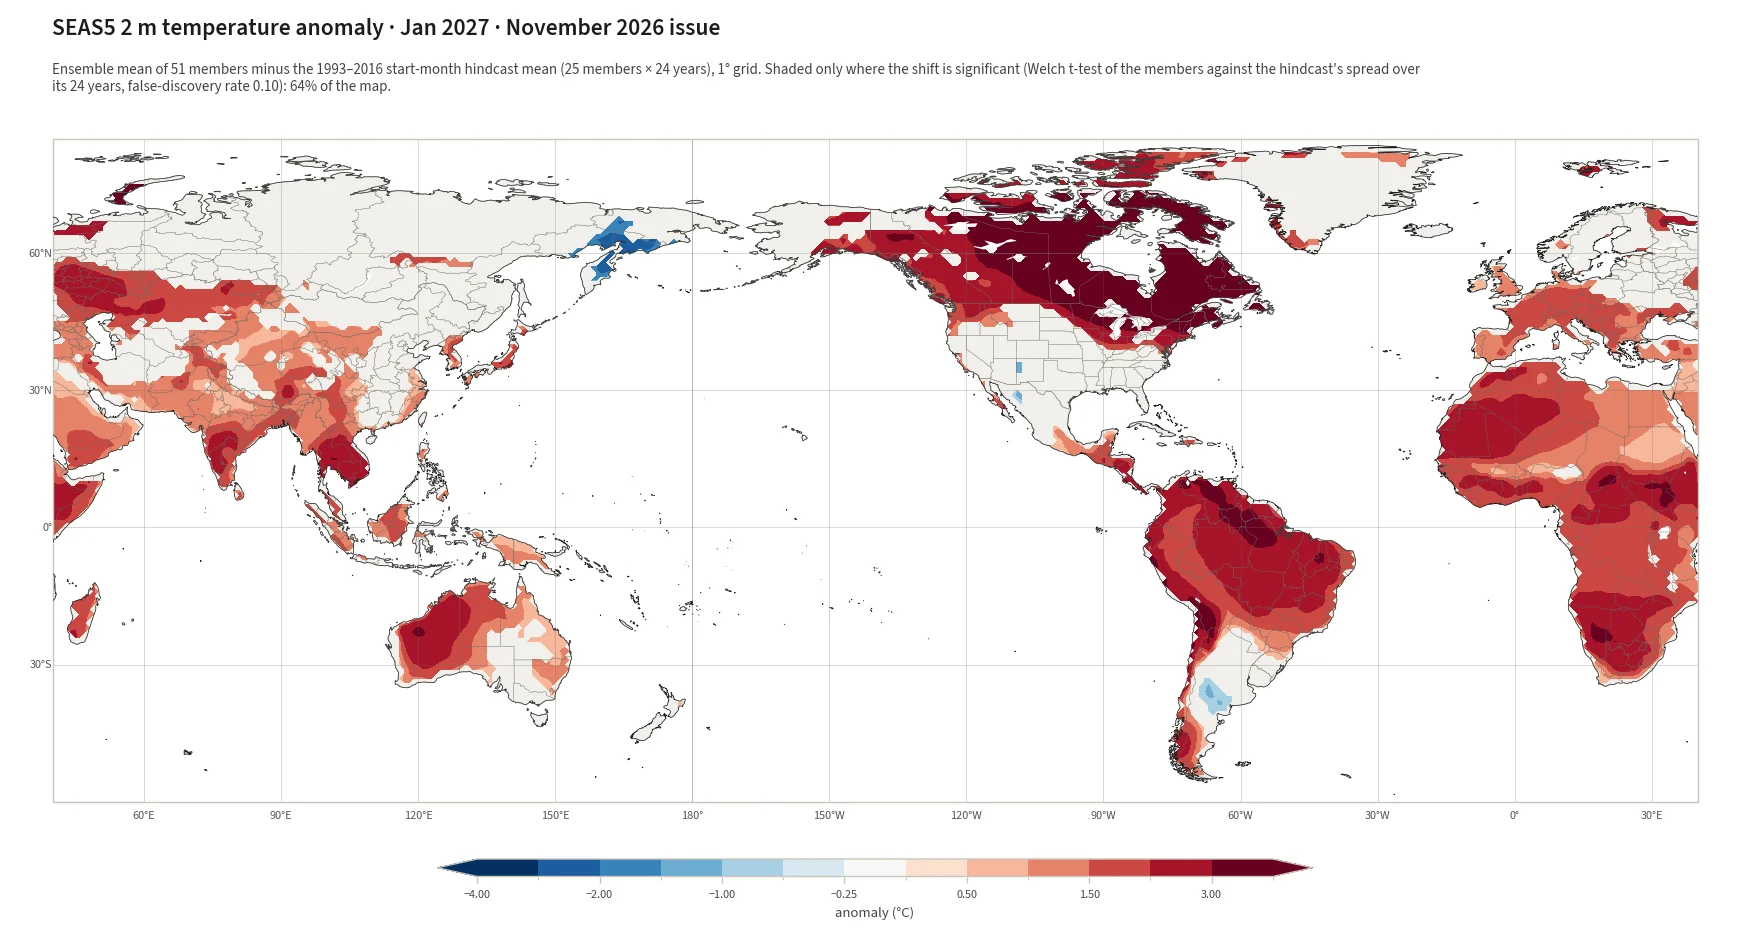 SEAS5 2 m temperature anomaly · Jan 2027 · November 2026 issue
Ensemble mean of 51 members minus the 1993–2016 start-month hindcast mean (25 members × 24 years), 1° grid. Shaded only where the shift is significant (Welch t-test of the members against the hindcast's spread over
its 24 years, false-discovery rate 0.10): 64% of the map.
60°N
30°N
0°
30°S
60°E 90°E 120°E 150°E 180° 150°W 120°W 90°W 60°W 30°W 0° 30°E
−4.00 −2.00 −1.00 −0.25 0.50 1.50 3.00
anomaly (°C)